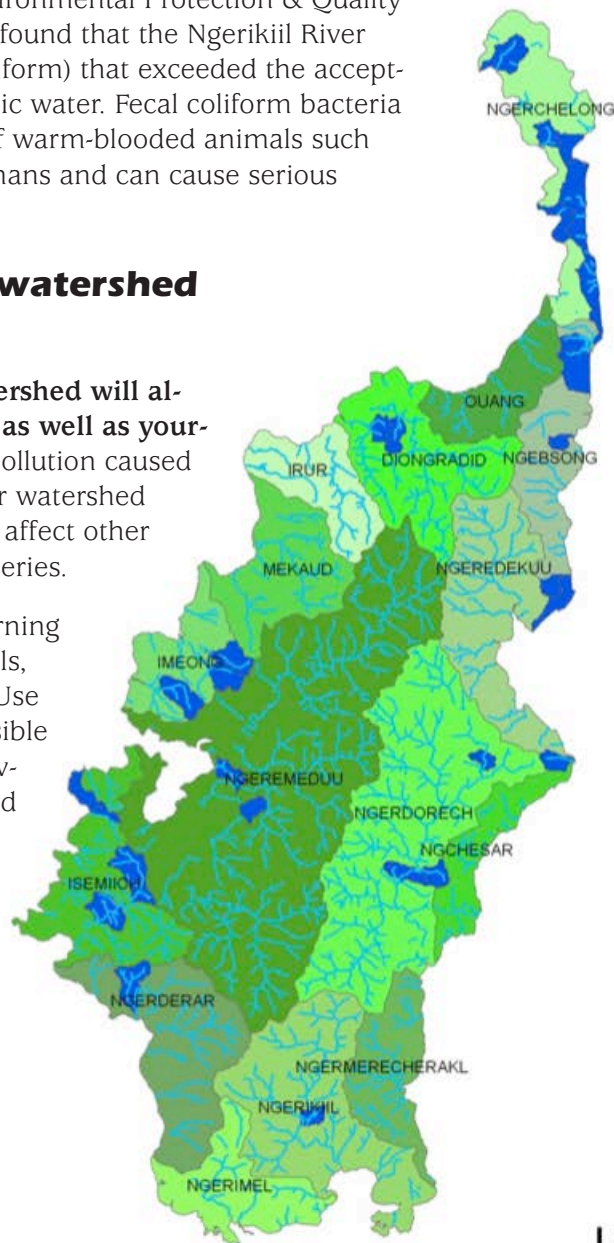 ironmental Protection & Quality
found that the Ngerikiil River
iform) that exceeded the accept-
ic water. Fecal coliform bacteria
f warm-blooded animals such
mans and can cause serious
watershed
ershed will al-
as well as your-
ollution caused
r watershed
affect other
eries.
rning
ls,
Use
sible
v-
d
NGERCHELONG
OUANG
IRUR
DIONGRADID
NGEBSONG
MEKAUD
NGEREDEKUU
IMEONG
NGEREMEDUU
NGERDORECH
NGCHESAR
ISEMIICH
NGERDERAR
NGERMERECHERAKL
NGERIKIIL
NGERIMEL